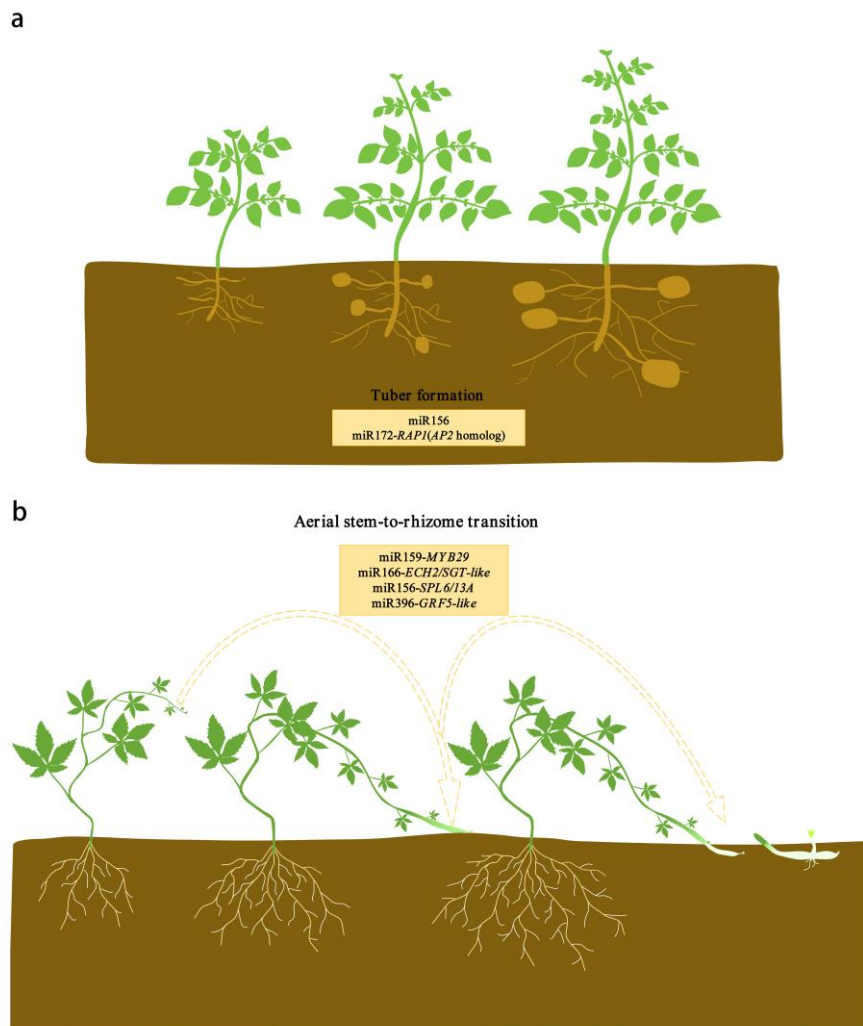 a
Tuber formation
miR156
miR172-RAP1(AP2 homolog)
b
Aerial stem-to-rhizome transition
miR159-MYB29
miR166-ECH2/SGT-like
miR156-SPL6/13A
miR396-GRF5-like